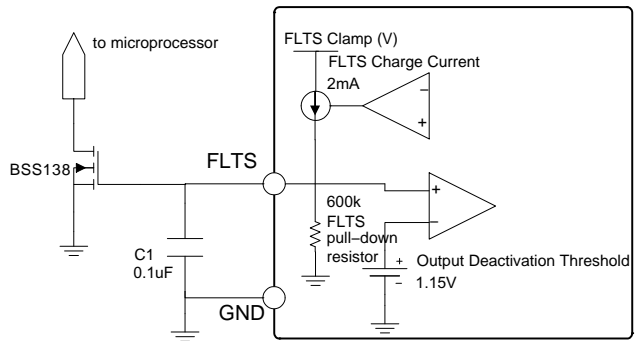 to microprocessor
FLTS Clamp (V)
FLTS Charge Current
2mA
−
+
BSS138
FLTS
600k
FLTS
pull−down
resistor
+
−
C1
0.1uF
+
−
Output Deactivation Threshold
1.15V
GND